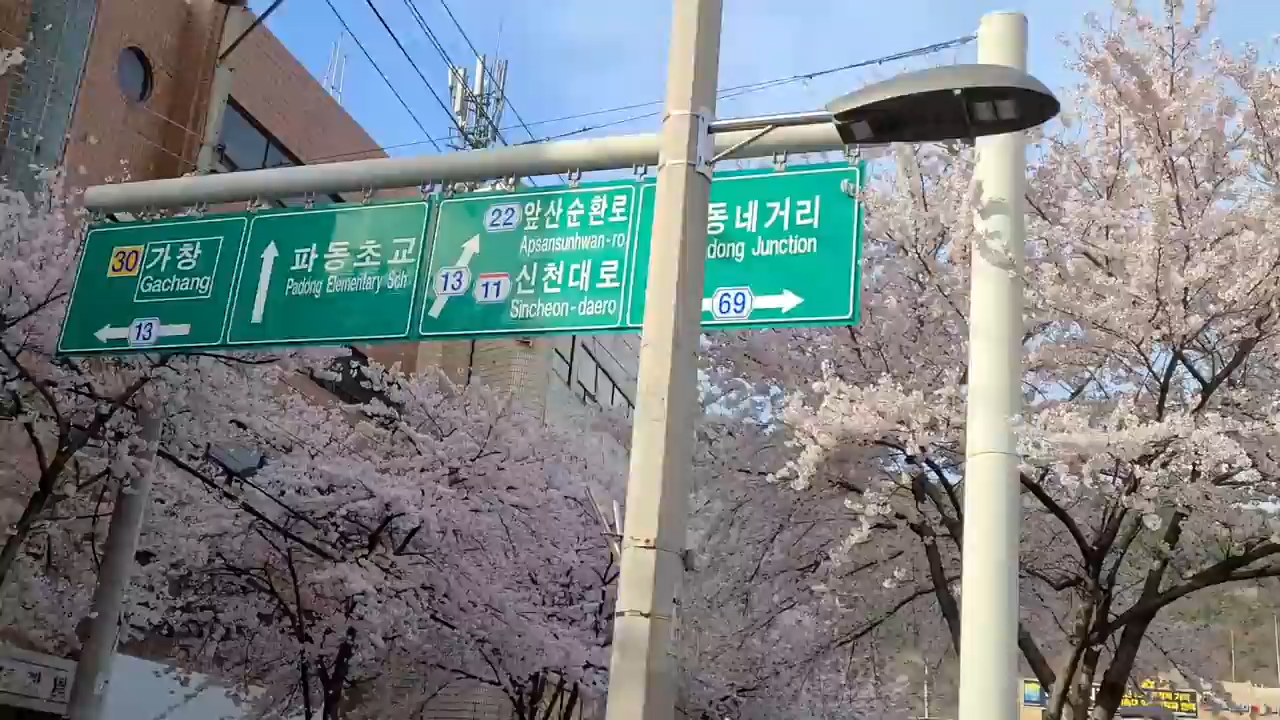 30 가창
Gachang
13
파동초교
Padong Elementary Sch
22 앞산순환로
Apsansunhwan-ro
13 11 신천대로
Sincheon-daero
동네거리
dong Junction
69